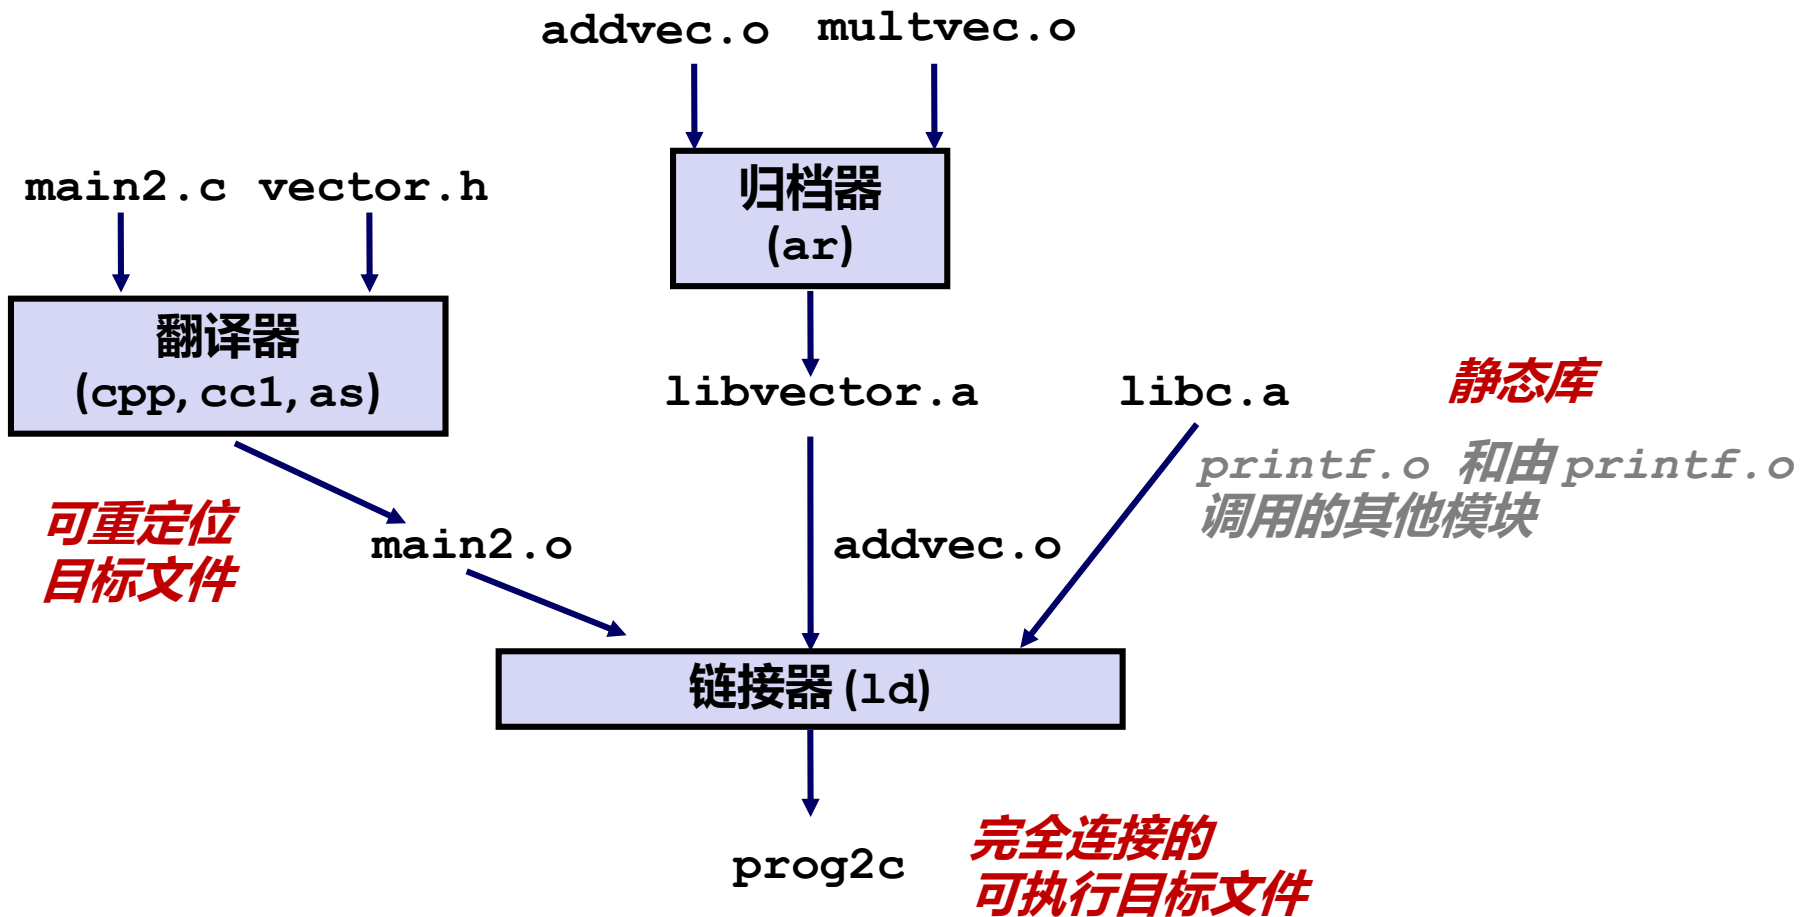 addvec.o multvec.o
main2.c vector.h
归档器
(ar)
翻译器
(cpp, cc1, as)
libvector.a
libc.a
静态库
printf.o 和由 printf.o
调用的其他模块
可重定位
目标文件
main2.o
addvec.o
链接器 (ld)
prog2c
完全连接的
可执行目标文件